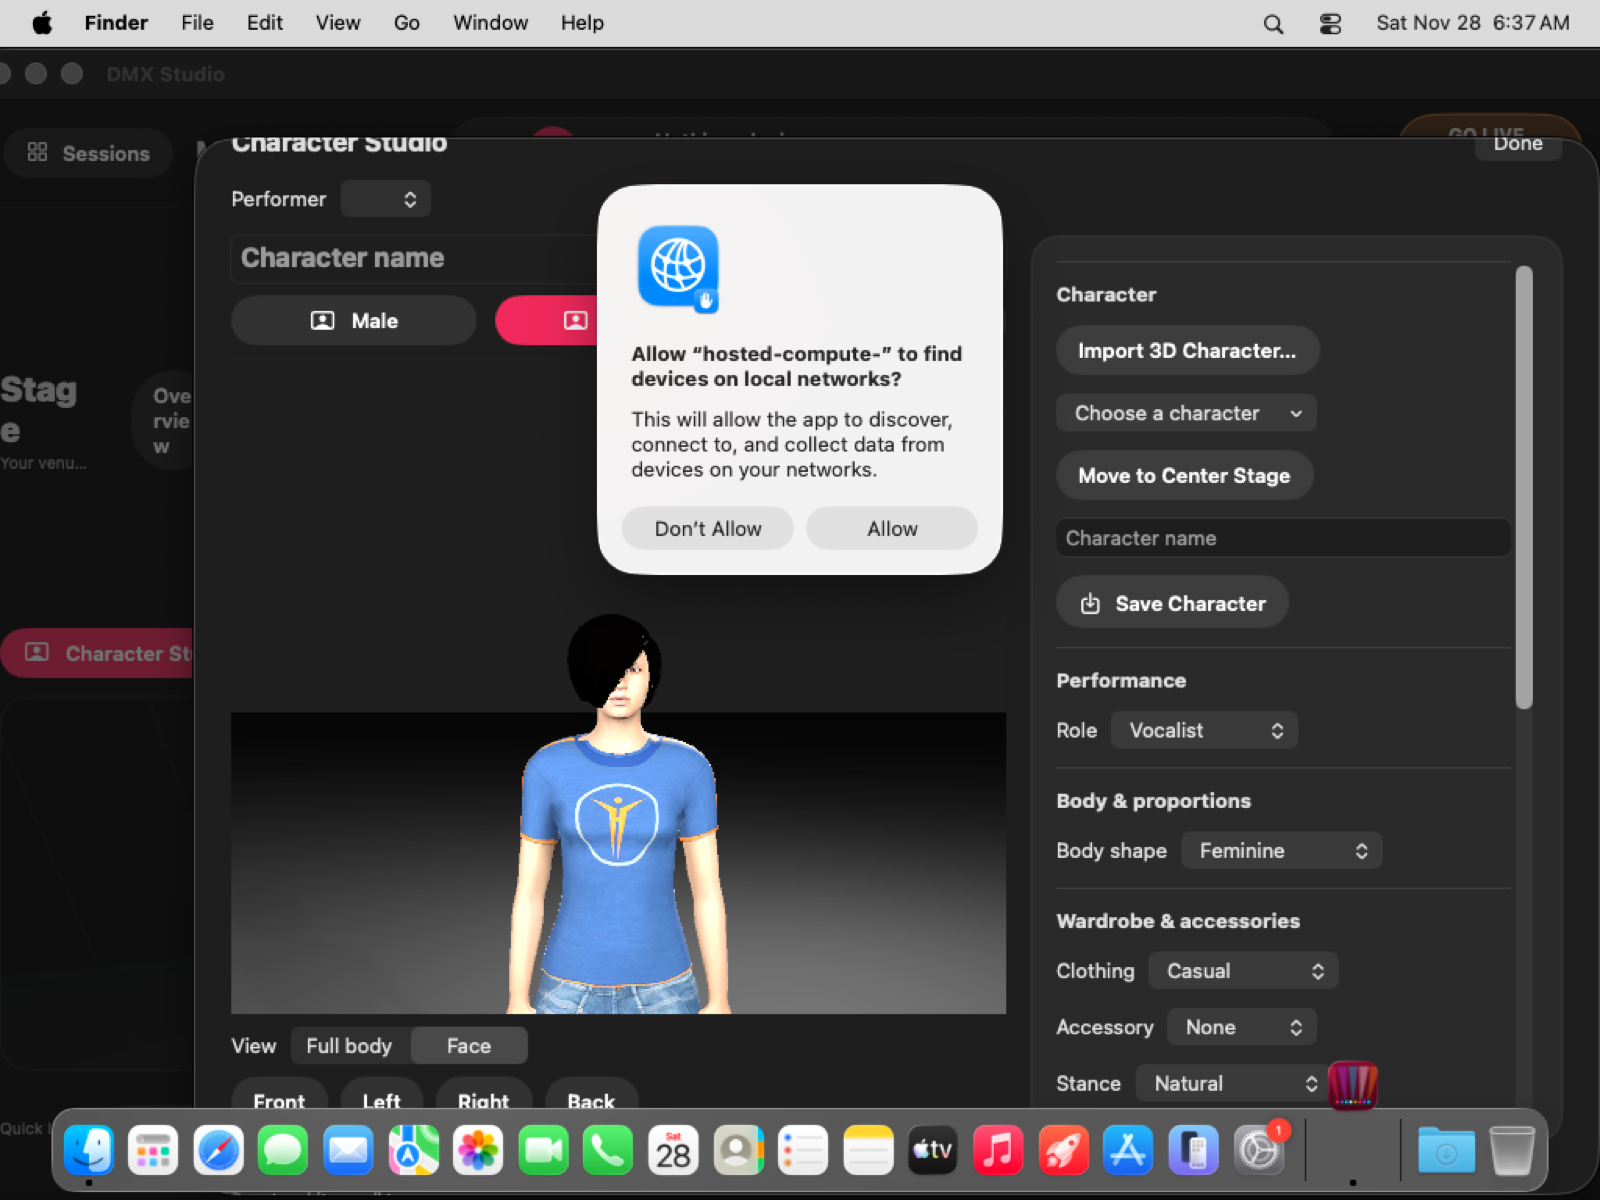 Finder File Edit View Go Window Help Sat Nov 28 6:37 AM
DMX Studio
Sessions
GO LIVE
Character Studio
Done
Performer
Character name
Male
Allow “hosted-compute-” to find
devices on local networks?
This will allow the app to discover,
connect to, and collect data from
devices on your networks.
Don’t Allow
Allow
Stag
e
Your venu...
Ove
rvie
w
Character St
Character
Import 3D Character...
Choose a character
Move to Center Stage
Character name
Save Character
Performance
Role Vocalist
Body & proportions
Body shape Feminine
Wardrobe & accessories
Clothing Casual
Accessory None
Stance Natural
View Full body Face
Front Left Right Back
Quick
Sat
28
tv
1